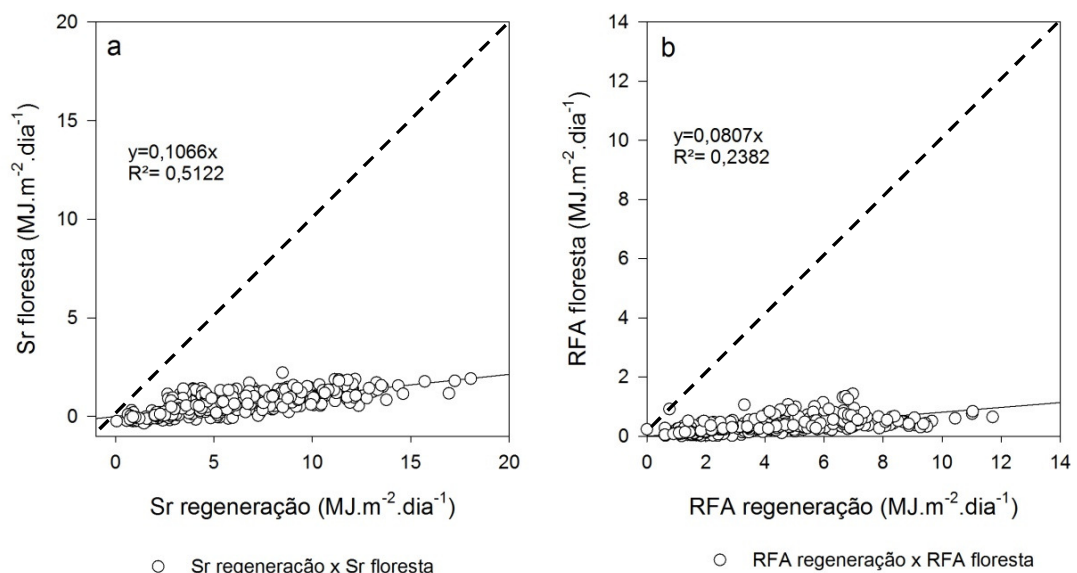 a
y=0,1066x
R²= 0,5122
Sr floresta (MJ.m⁻².dia⁻¹)
20
15
10
5
0
0 5 10 15 20
Sr regeneração (MJ.m⁻².dia⁻¹)
Sr regeneração x Sr floresta
b
y=0,0807x
R²= 0,2382
RFA floresta (MJ.m⁻².dia⁻¹)
14
12
10
8
6
4
2
0
0 2 4 6 8 10 12 14
RFA regeneração (MJ.m⁻².dia⁻¹)
RFA regeneração x RFA floresta